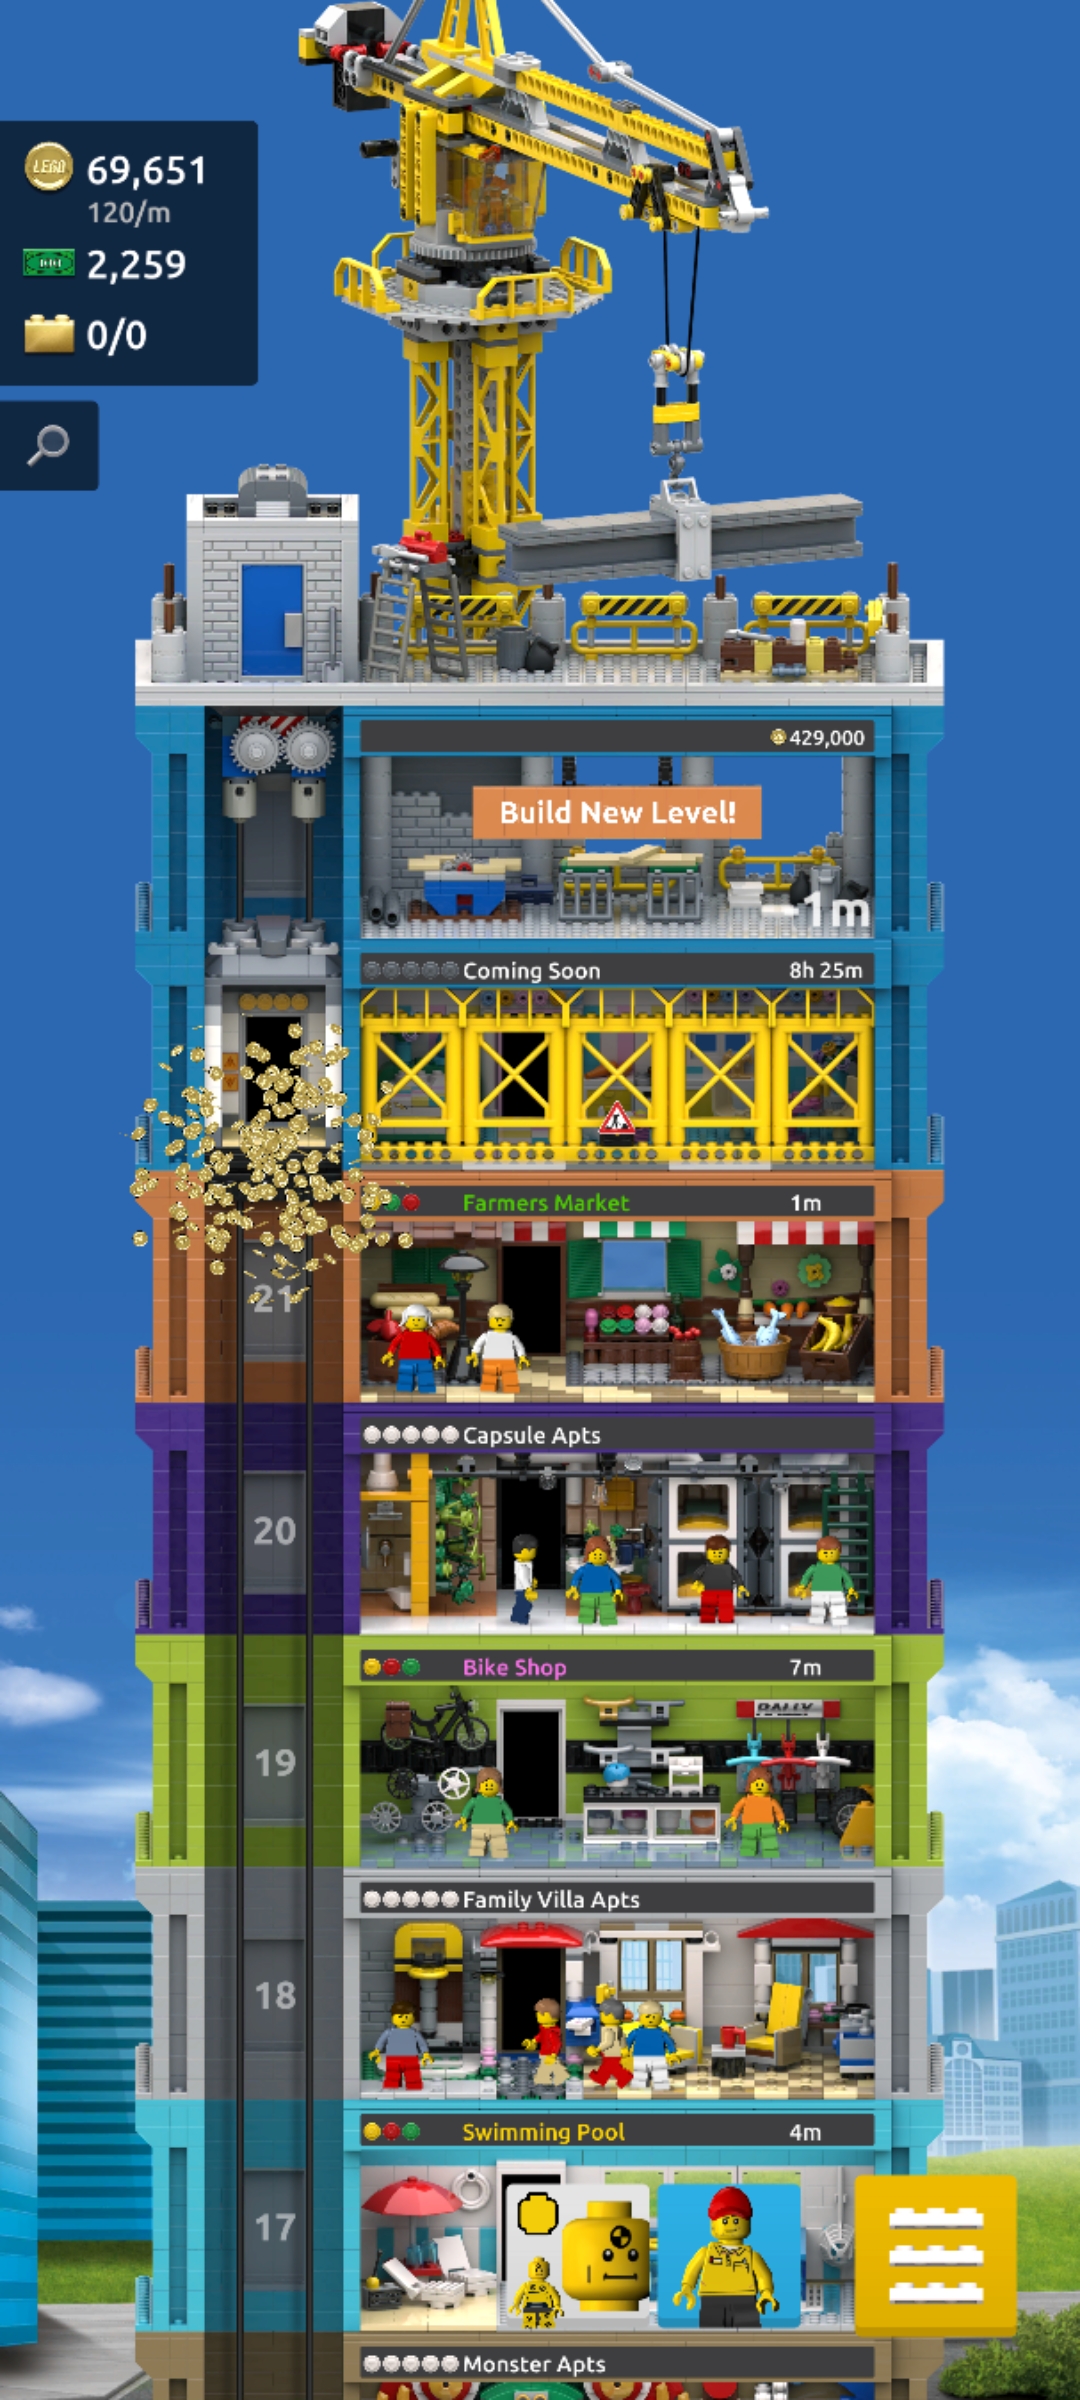 LEGO 69,651
120/m
2,259
0/0
429,000
Build New Level!
-1m
Coming Soon 8h 25m
Farmers Market 1m
21
Capsule Apts
20
Bike Shop 7m
RALLY
19
Family Villa Apts
18
Swimming Pool 4m
17
Monster Apts